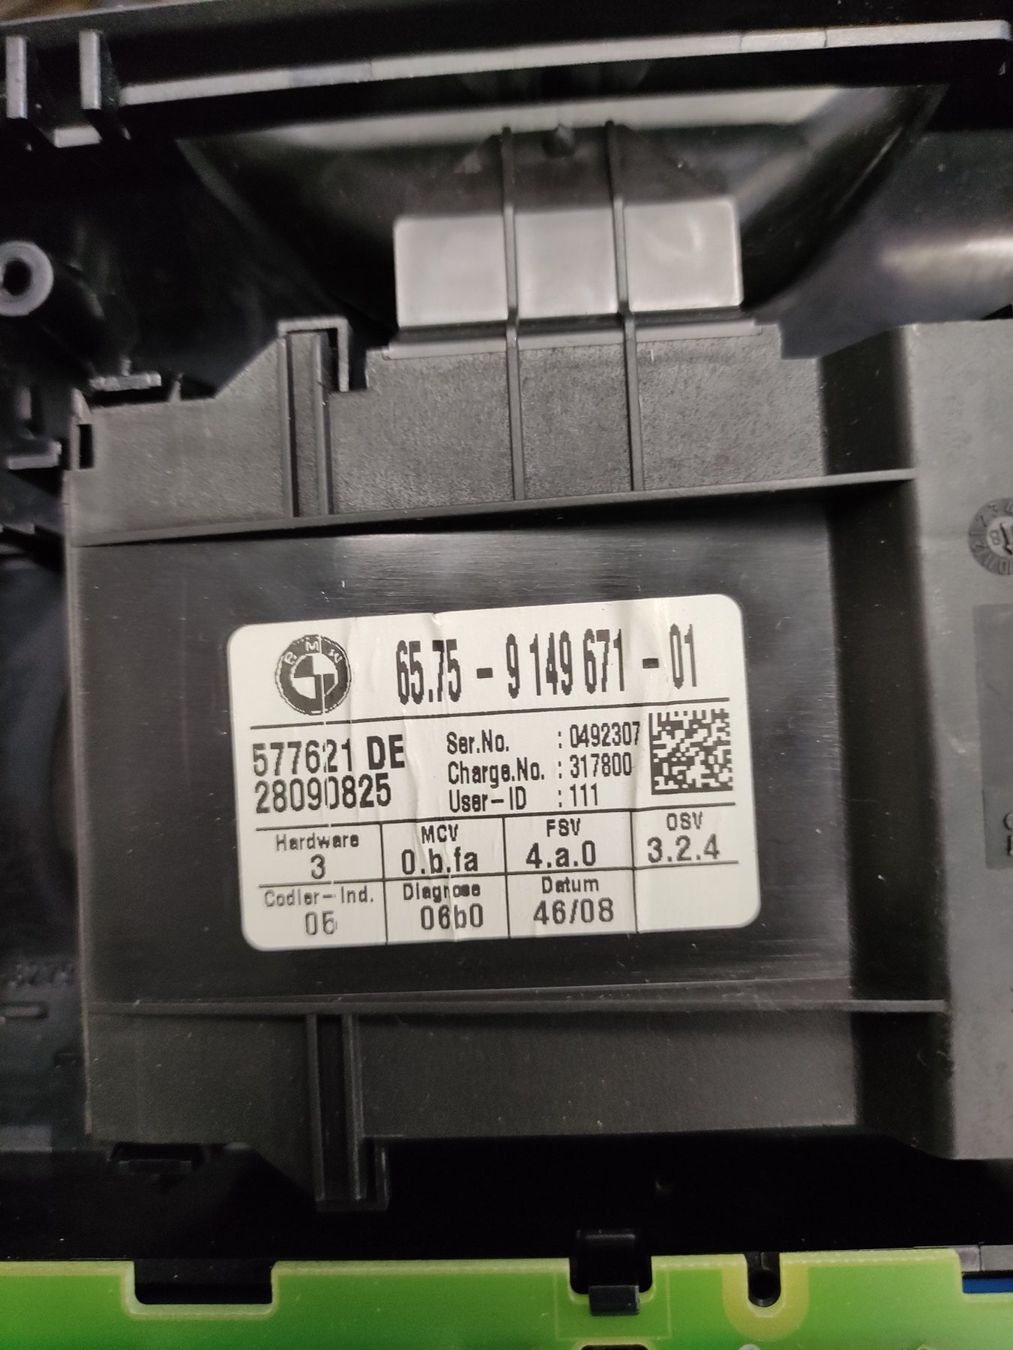 BMW
65.75 - 9 149 671 - 01
577621 DE
28090825
Ser.No. : 0492307
Charge.No. : 317800
User-ID : 111
Hardware
3
MCV
0.b.fa
FSV
4.a.0
OSV
3.2.4
Codier-Ind.
Diagnose
06b0
Datum
46/08